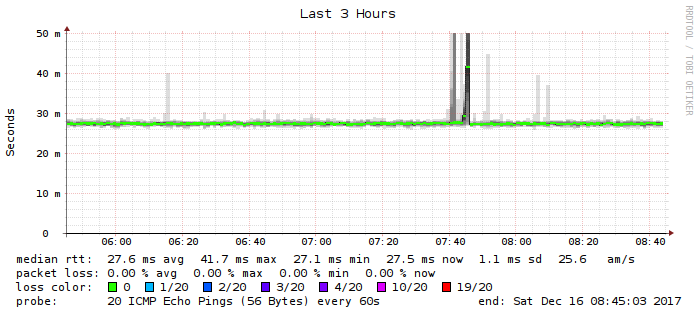 Last 3 Hours
RRDTOOL / TOBI OETIKER
Seconds
50 m
40 m
30 m
20 m
10 m
0
06:00 06:20 06:40 07:00 07:20 07:40 08:00 08:20 08:40
median rtt: 27.6 ms avg 41.7 ms max 27.1 ms min 27.5 ms now 1.1 ms sd 25.6 am/s
packet loss: 0.00 % avg 0.00 % max 0.00 % min 0.00 % now
loss color: 0 1/20 2/20 3/20 4/20 10/20 19/20
probe: 20 ICMP Echo Pings (56 Bytes) every 60s end: Sat Dec 16 08:45:03 2017